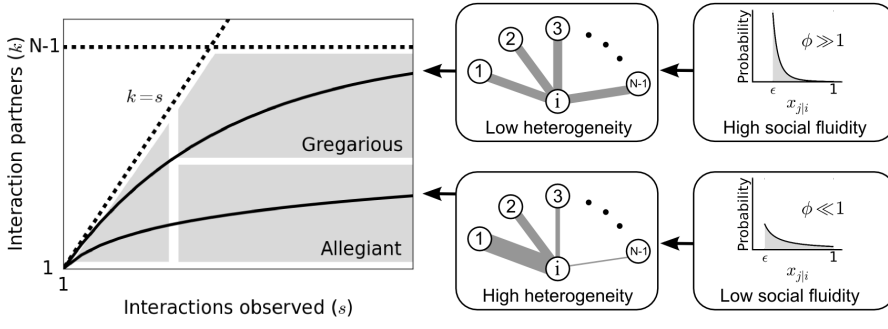 Interaction partners (k)
N-1
k=s
Gregarious
Allegiant
1
1
Interactions observed (s)
1
2
3
N-1
i
Low heterogeneity
Probability
ϕ≫1
ϵ
1
x_{j|i}
High social fluidity
1
2
3
N-1
i
High heterogeneity
Probability
ϕ≪1
ϵ
1
x_{j|i}
Low social fluidity